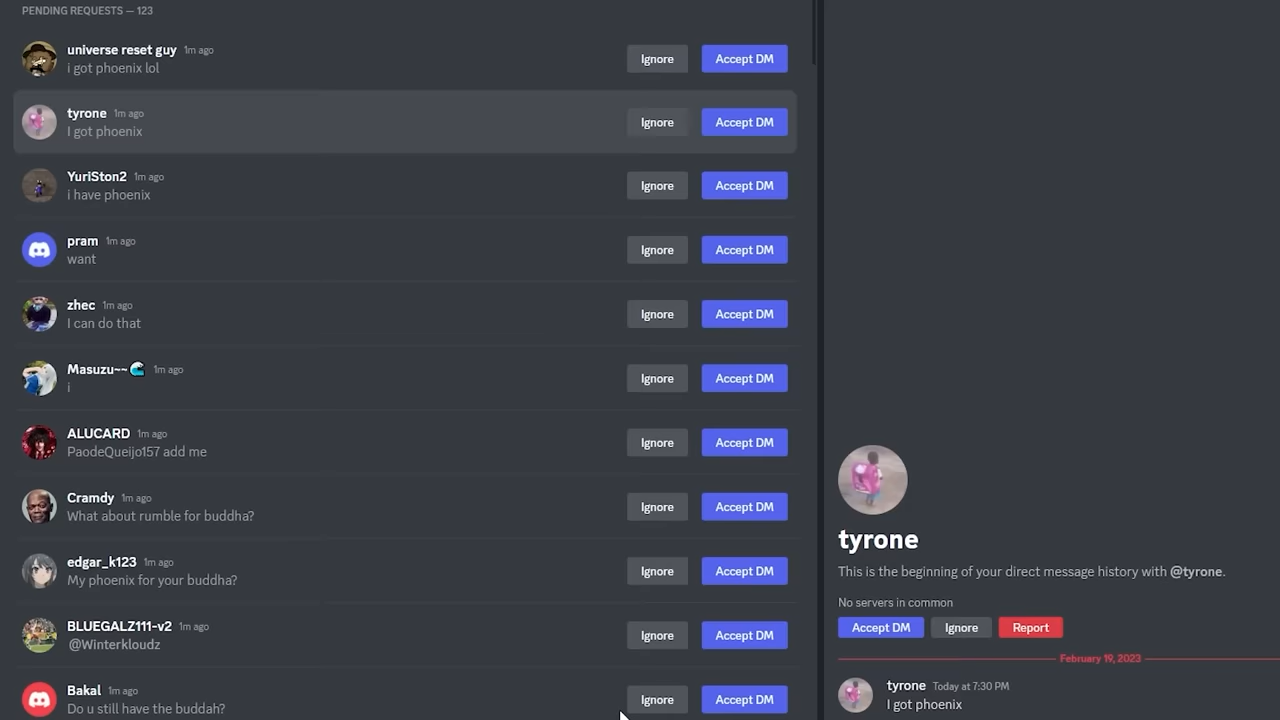 PENDING REQUESTS — 123
universe reset guy 1m ago
i got phoenix lol
Ignore
Accept DM
tyrone 1m ago
I got phoenix
Ignore
Accept DM
YuriSton2 1m ago
i have phoenix
Ignore
Accept DM
pram 1m ago
want
Ignore
Accept DM
zhec 1m ago
I can do that
Ignore
Accept DM
Masuzu~~🌊 1m ago
i
Ignore
Accept DM
ALUCARD 1m ago
PaodeQueijo157 add me
Ignore
Accept DM
Cramdy 1m ago
What about rumble for buddha?
Ignore
Accept DM
edgar_k123 1m ago
My phoenix for your buddha?
Ignore
Accept DM
BLUEGALZ111-v2 1m ago
@Winterkloudz
Ignore
Accept DM
Bakal 1m ago
Do u still have the buddah?
Ignore
Accept DM
tyrone
This is the beginning of your direct message history with @tyrone.
No servers in common
Accept DM
Ignore
Report
February 19, 2023
tyrone Today at 7:30 PM
I got phoenix